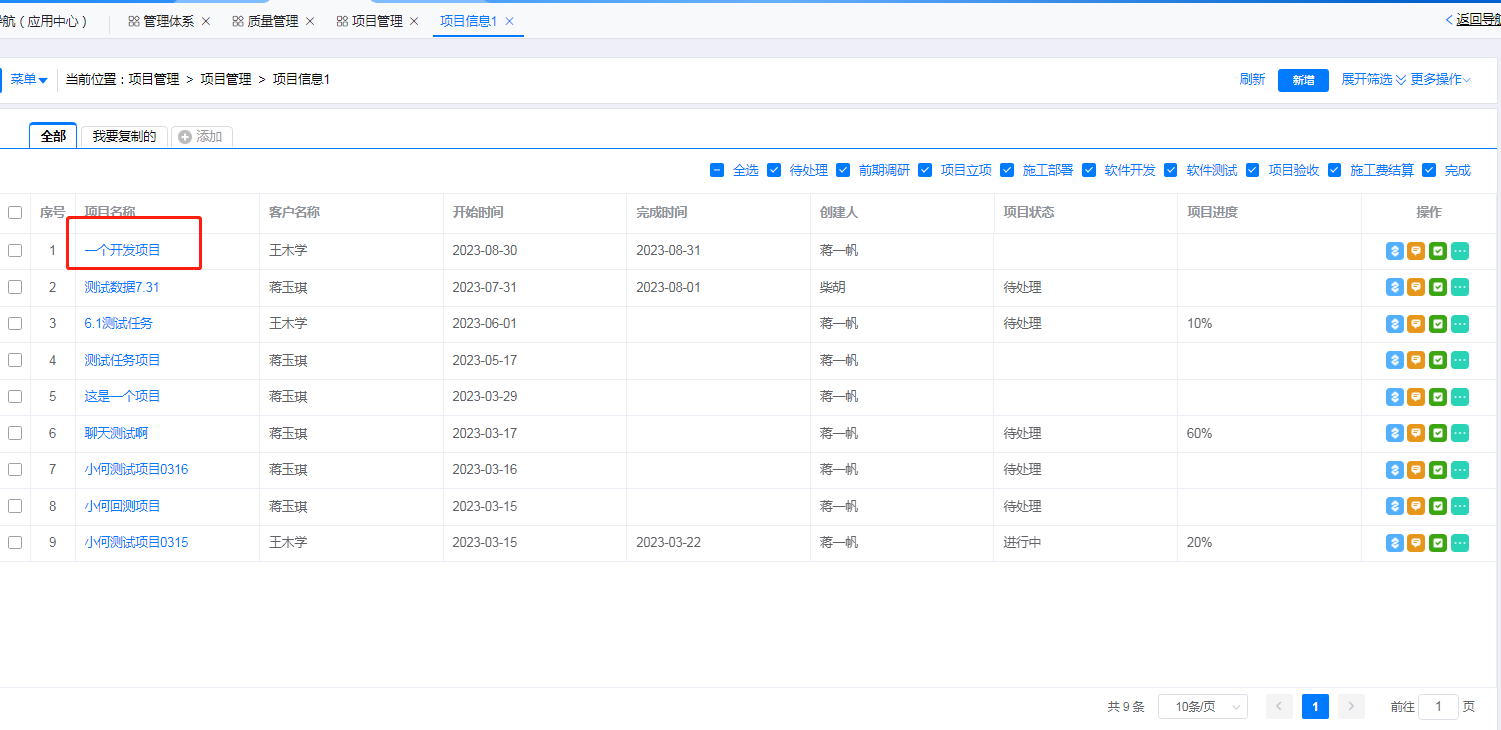 航（应用中心） 管理体系 质量管理 项目管理 项目信息1 返回导航
菜单 当前位置：项目管理 > 项目管理 > 项目信息1 刷新 新增 展开筛选 更多操作
全部 我要复制的 添加
全选 待处理 前期调研 项目立项 施工部署 软件开发 软件测试 项目验收 施工费结算 完成
序号 项目名称 客户名称 开始时间 完成时间 创建人 项目状态 项目进度 操作
1 一个开发项目 王木学 2023-08-30 2023-08-31 蒋一帆
2 测试数据7.31 蒋玉琪 2023-07-31 2023-08-01 柴胡 待处理
3 6.1测试任务 王木学 2023-06-01 蒋一帆 待处理 10%
4 测试任务项目 蒋玉琪 2023-05-17 蒋一帆
5 这是一个项目 蒋玉琪 2023-03-29 蒋一帆
6 聊天测试啊 蒋玉琪 2023-03-17 蒋一帆 待处理 60%
7 小何测试项目0316 蒋玉琪 2023-03-16 蒋一帆 待处理
8 小何回测项目 蒋玉琪 2023-03-15 蒋一帆 待处理
9 小何测试项目0315 王木学 2023-03-15 2023-03-22 蒋一帆 进行中 20%
共 9 条 10条/页 1 前往 1 页